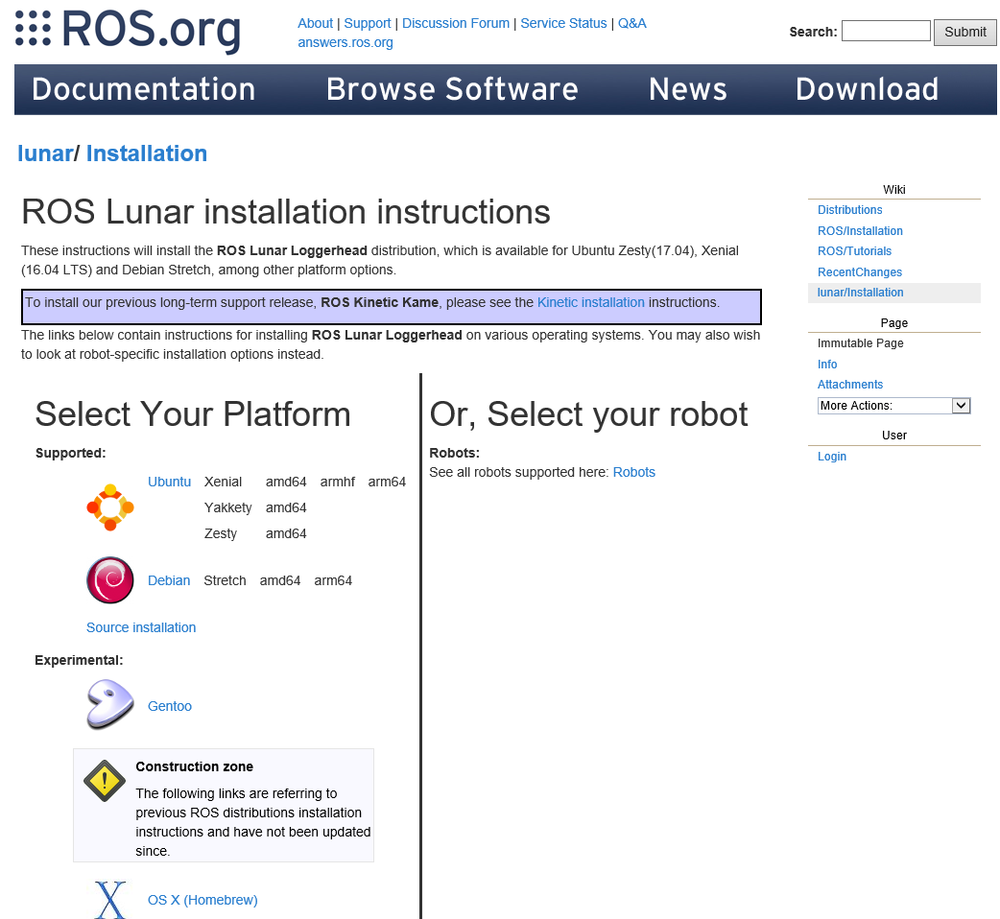 ROS.org
About | Support | Discussion Forum | Service Status | Q&A
answers.ros.org
Search: Submit
Documentation Browse Software News Download
lunar/ Installation
ROS Lunar installation instructions
These instructions will install the ROS Lunar Loggerhead distribution, which is available for Ubuntu Zesty(17.04), Xenial
(16.04 LTS) and Debian Stretch, among other platform options.
To install our previous long-term support release, ROS Kinetic Kame, please see the Kinetic installation instructions.
The links below contain instructions for installing ROS Lunar Loggerhead on various operating systems. You may also wish
to look at robot-specific installation options instead.
Select Your Platform
Supported:
Ubuntu Xenial amd64 armhf arm64
Yakkety amd64
Zesty amd64
Debian Stretch amd64 arm64
Source installation
Experimental:
Gentoo
Construction zone
The following links are referring to
previous ROS distributions installation
instructions and have not been updated
since.
OS X (Homebrew)
Or, Select your robot
Robots:
See all robots supported here: Robots
Wiki
Distributions
ROS/Installation
ROS/Tutorials
RecentChanges
lunar/Installation
Page
Immutable Page
Info
Attachments
More Actions:
User
Login